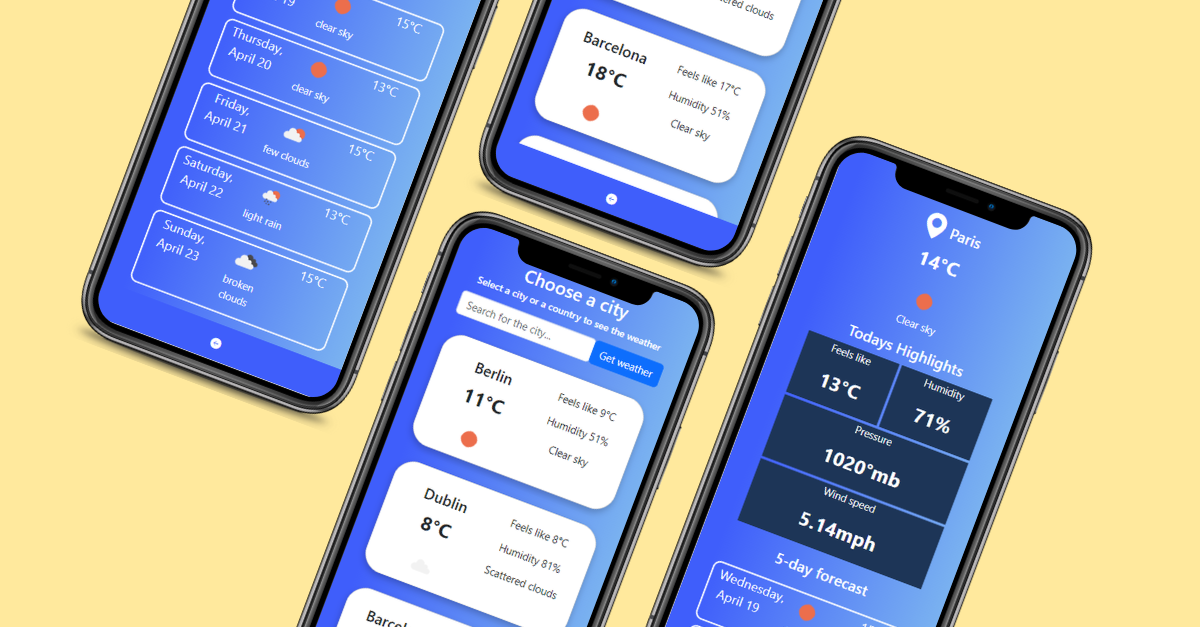 19
15°C
clear sky
Thursday,
April 20
13°C
clear sky
Friday,
April 21
15°C
few clouds
Saturday,
April 22
13°C
light rain
Sunday,
April 23
15°C
broken
clouds
clouds
Barcelona
18°C
Feels like 17°C
Humidity 51%
Clear sky
Choose a city
Select a city or a country to see the weather
Search for the city...
Get weather
Berlin
11°C
Feels like 9°C
Humidity 51%
Clear sky
Dublin
8°C
Feels like 8°C
Humidity 81%
Scattered clouds
Paris
14°C
Clear sky
Todays Highlights
Feels like
13°C
Humidity
71%
Pressure
1020°mb
Wind speed
5.14mph
5-day forecast
Wednesday,
April 19